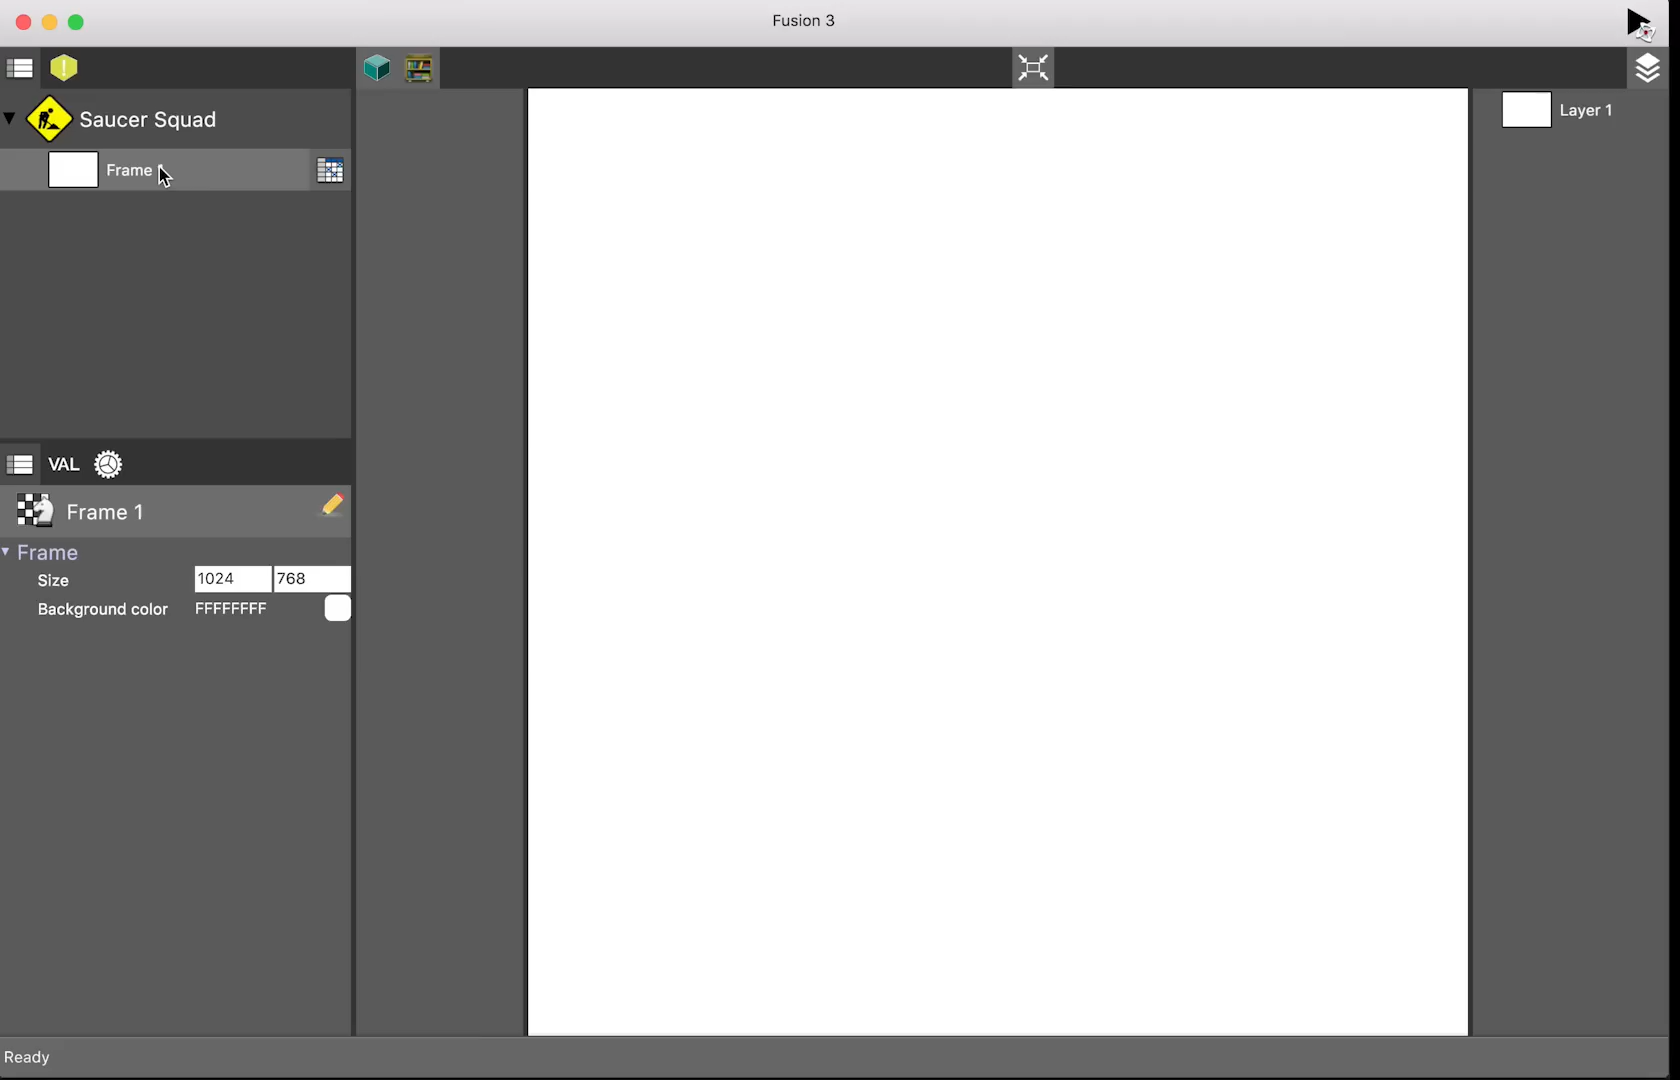 Fusion 3
Saucer Squad
Frame
Layer 1
VAL
Frame 1
Frame
Size 1024 768
Background color FFFFFFFF
Ready